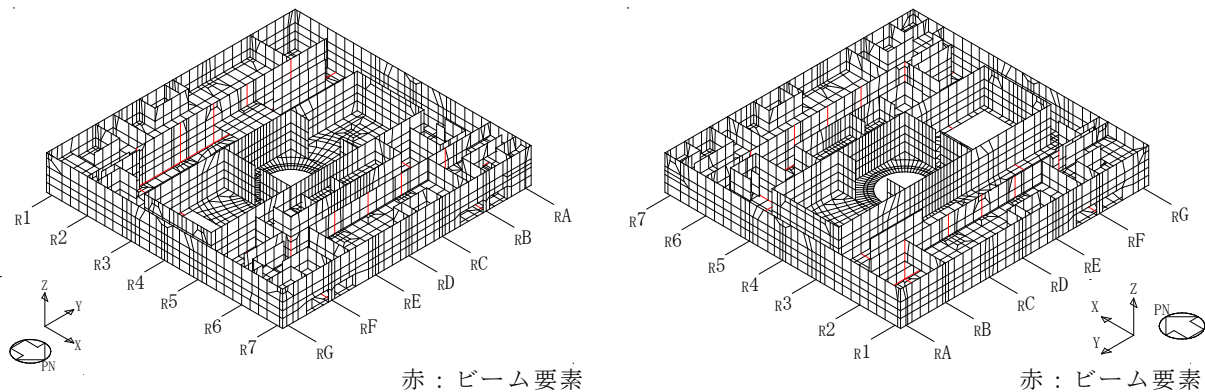 R1
R2
R3
R4
R5
R6
R7
RA
RB
RC
RD
RE
RF
RG
Z
Y
X
PN
赤：ビーム要素
R7
R6
R5
R4
R3
R2
R1
RG
RF
RE
RD
RC
RB
RA
Z
X
Y
PN
赤：ビーム要素